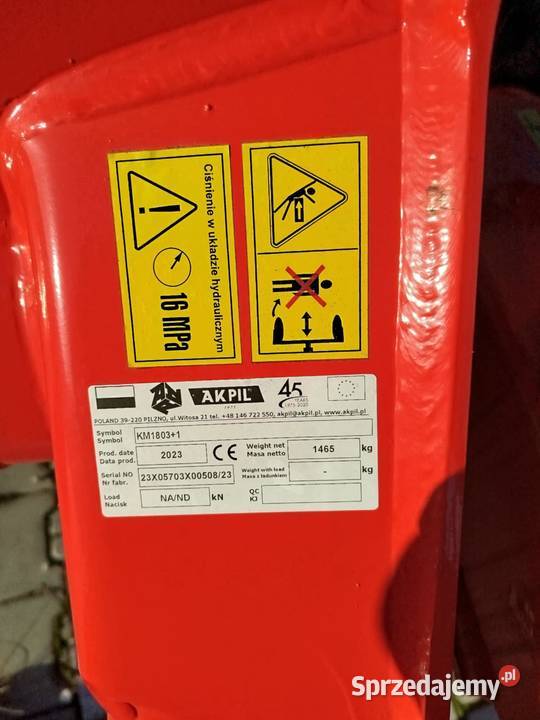 Ciśnienie w układzie hydraulicznym
16 MPa
AKPIL
1975
45 YEARS
1975-2020
POLAND 39-220 PILZNO, ul.Witosa 21 tel. +48 146 722 550, akpil@akpil.pl, www.akpil.pl
Symbol
Symbol
KM1803+1
Prod. date
Data prod.
2023
CE
Weight net
Masa netto
1465
kg
Serial NO
Nr fabr.
23X05703X00508/23
Weight with load
Masa z ładunkiem
-
kg
Load
Nacisk
NA/ND
kN
QC
KJ
Sprzedajemy.pl